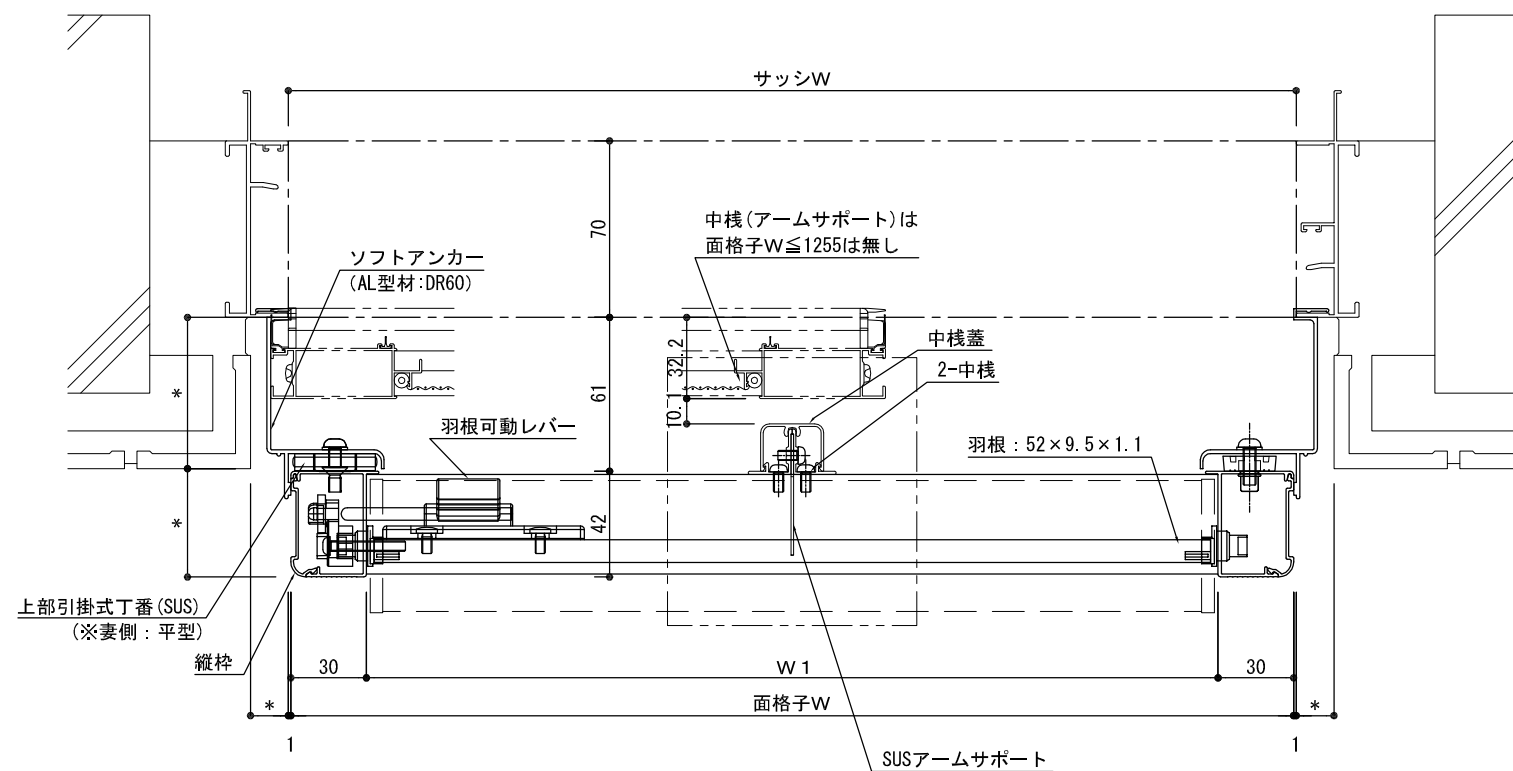 サッシW
70
中桟(アームサポート)は
面格子W≦1255は無し
ソフトアンカー
(AL型材:DR60)
32.2
中桟蓋
2-中桟
*
61
10.
羽根可動レバー
羽根:52×9.5×1.1
*
42
上部引掛式丁番(SUS)
(※妻側:平型)
縦枠
30
W1
30
*
面格子W
*
1
1
SUSアームサポート